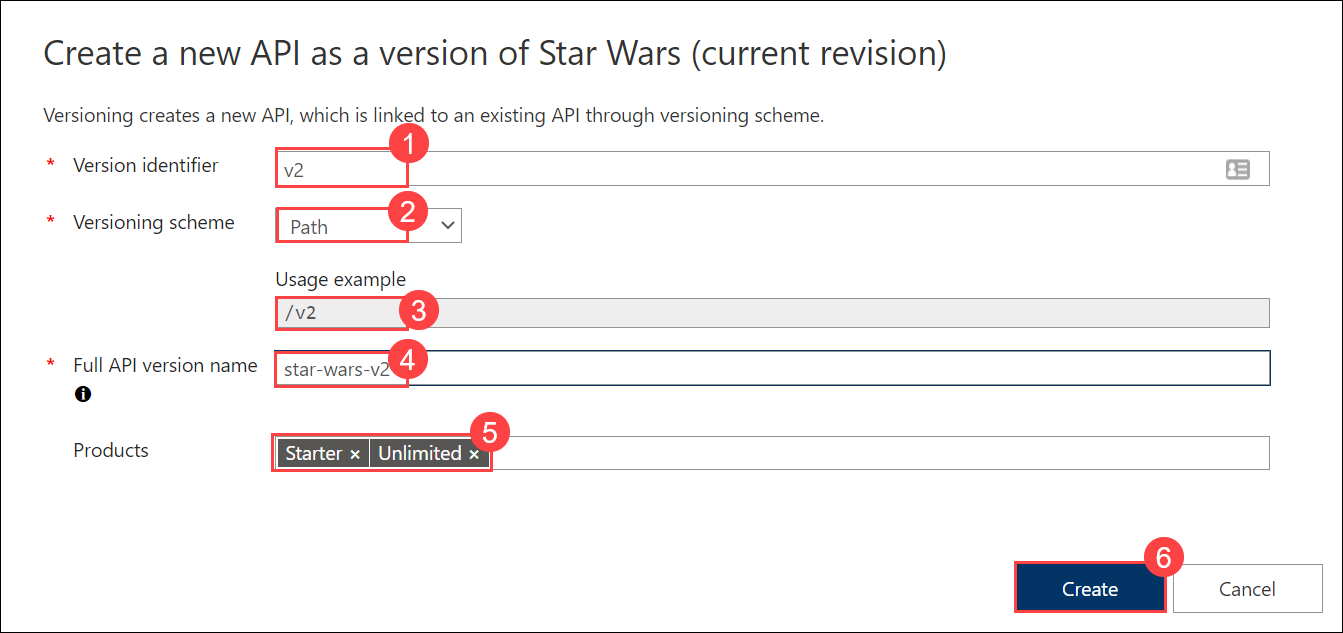 Create a new API as a version of Star Wars (current revision)
Versioning creates a new API, which is linked to an existing API through versioning scheme.
1
* Version identifier v2
2
* Versioning scheme Path
Usage example
/v2 3
* Full API version name star-wars-v2 4
5
Products Starter × Unlimited ×
6
Create Cancel